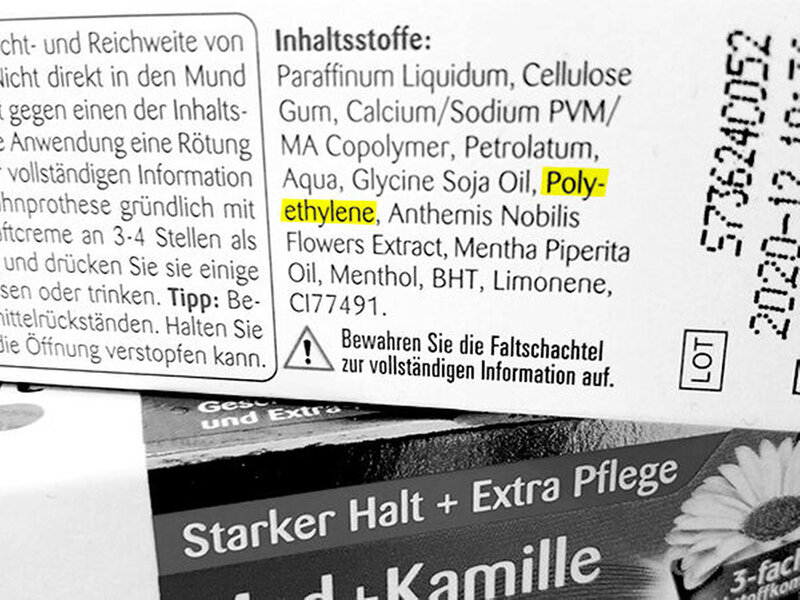 cht- und Reichweite von
Nicht direkt in den Mund
gegen einen der Inhalts-
Anwendung eine Rötung
vollständigen Information
hnprothese gründlich mit
ftcreme an 3-4 Stellen als
und drücken Sie sie einige
sen oder trinken. Tipp: Be-
mittelrückständen. Halten Sie
die Öffnung verstopfen kann.
Inhaltsstoffe:
Paraffinum Liquidum, Cellulose
Gum, Calcium/Sodium PVM/
MA Copolymer, Petrolatum,
Aqua, Glycine Soja Oil, Poly-
ethylene, Anthemis Nobilis
Flowers Extract, Mentha Piperita
Oil, Menthol, BHT, Limonene,
CI77491.
Bewahren Sie die Faltschachtel
zur vollständigen Information auf.
LOT
573624D052
2020-12
und Extra
Starker Halt + Extra Pflege
+Kamille
3-fach